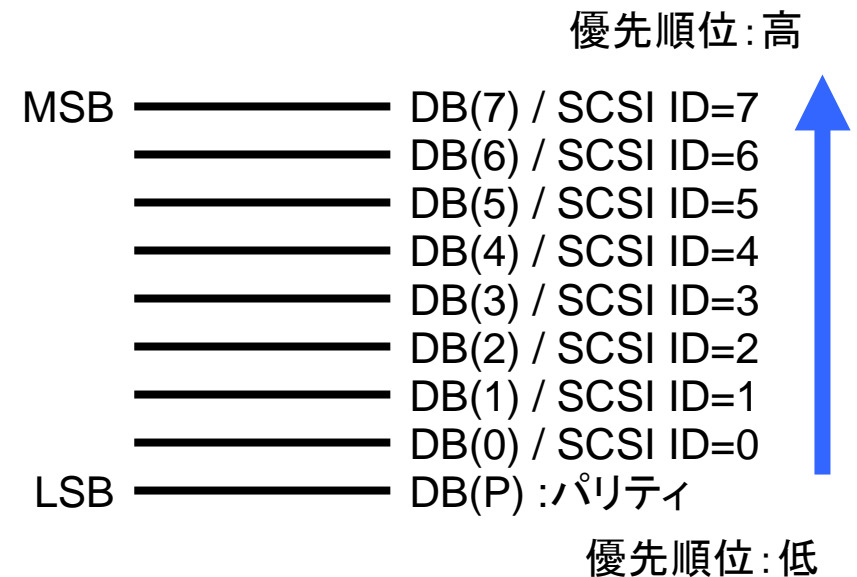 優先順位:高
MSB DB(7) / SCSI ID=7
DB(6) / SCSI ID=6
DB(5) / SCSI ID=5
DB(4) / SCSI ID=4
DB(3) / SCSI ID=3
DB(2) / SCSI ID=2
DB(1) / SCSI ID=1
DB(0) / SCSI ID=0
LSB DB(P) :パリティ
優先順位:低